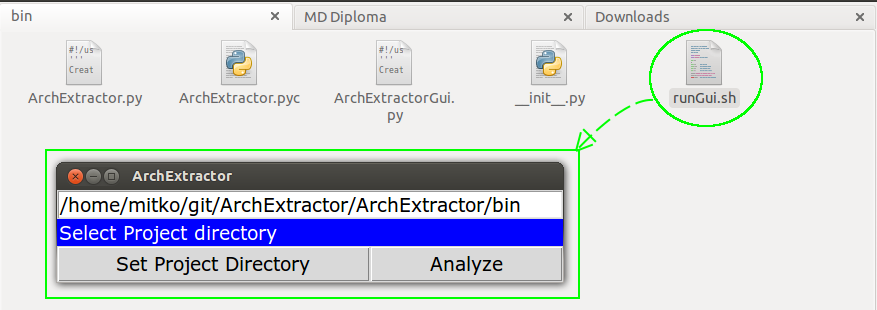 bin
MD Diploma
Downloads
#!/us
'''
Creat
#!/us
'''
Creat
ArchExtractor.py
ArchExtractor.pyc
ArchExtractorGui.
py
__init__.py
runGui.sh
ArchExtractor
/home/mitko/git/ArchExtractor/ArchExtractor/bin
Select Project directory
Set Project Directory
Analyze